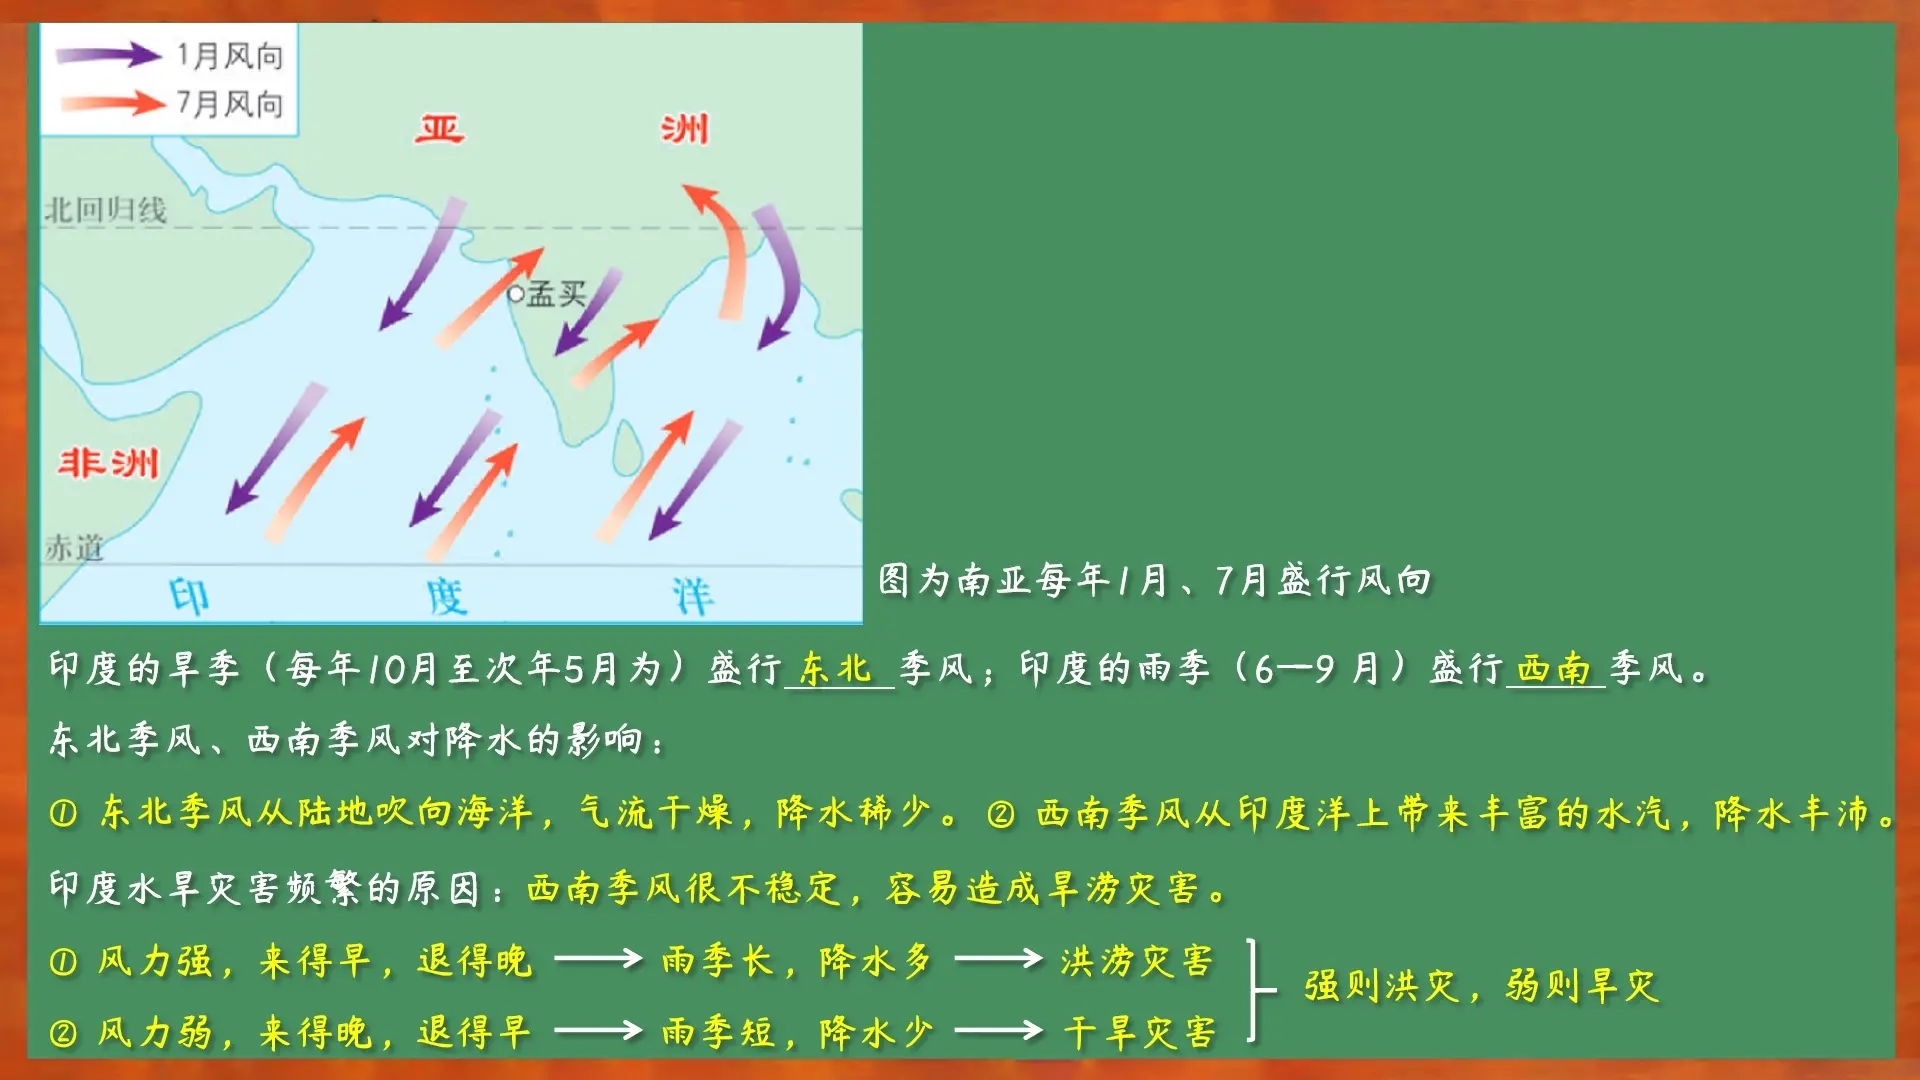 1月风向
7月风向
亚 洲
北回归线
孟买
非洲
赤道
印 度 洋
图为南亚每年1月、7月盛行风向
印度的旱季（每年10月至次年5月为）盛行 东北 季风；印度的雨季（6—9 月）盛行 西南 季风。
东北季风、西南季风对降水的影响：
① 东北季风从陆地吹向海洋，气流干燥，降水稀少。② 西南季风从印度洋上带来丰富的水汽，降水丰沛。
印度水旱灾害频繁的原因：西南季风很不稳定，容易造成旱涝灾害。
① 风力强，来得早，退得晚 → 雨季长，降水多 → 洪涝灾害
强则洪灾，弱则旱灾
② 风力弱，来得晚，退得早 → 雨季短，降水少 → 干旱灾害